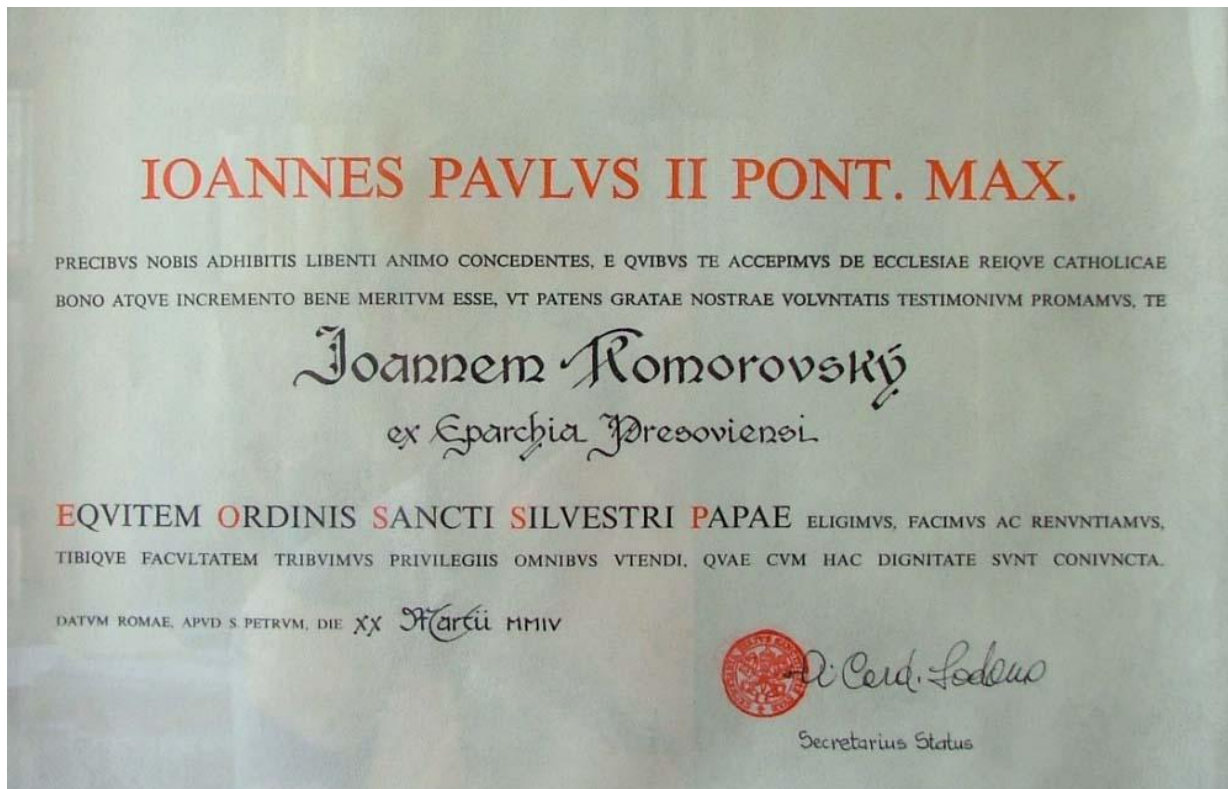 IOANNES PAVLVS II PONT. MAX.
PRECIBVS NOBIS ADHIBITIS LIBENTI ANIMO CONCEDENTES, E QVIBVS TE ACCEPIMVS DE ECCLESIAE REIQVE CATHOLICAE
BONO ATQVE INCREMENTO BENE MERITVM ESSE, VT PATENS GRATAE NOSTRAE VOLVNTATIS TESTIMONIVM PROMAMVS, TE
Joannem Komorovský
ex Eparchia Presoviensi
EQVITEM ORDINIS SANCTI SILVESTRI PAPAE ELIGIMVS, FACIMVS AC RENVNTIAMVS,
TIBIQVE FACVLTATEM TRIBVIMVS PRIVILEGIIS OMNIBVS VTENDI, QVAE CVM HAC DIGNITATE SVNT CONIVNCTA.
DATVM ROMAE, APVD S. PETRVM, DIE XX Martii MMIV
Card. Sodano
Secretarius Status